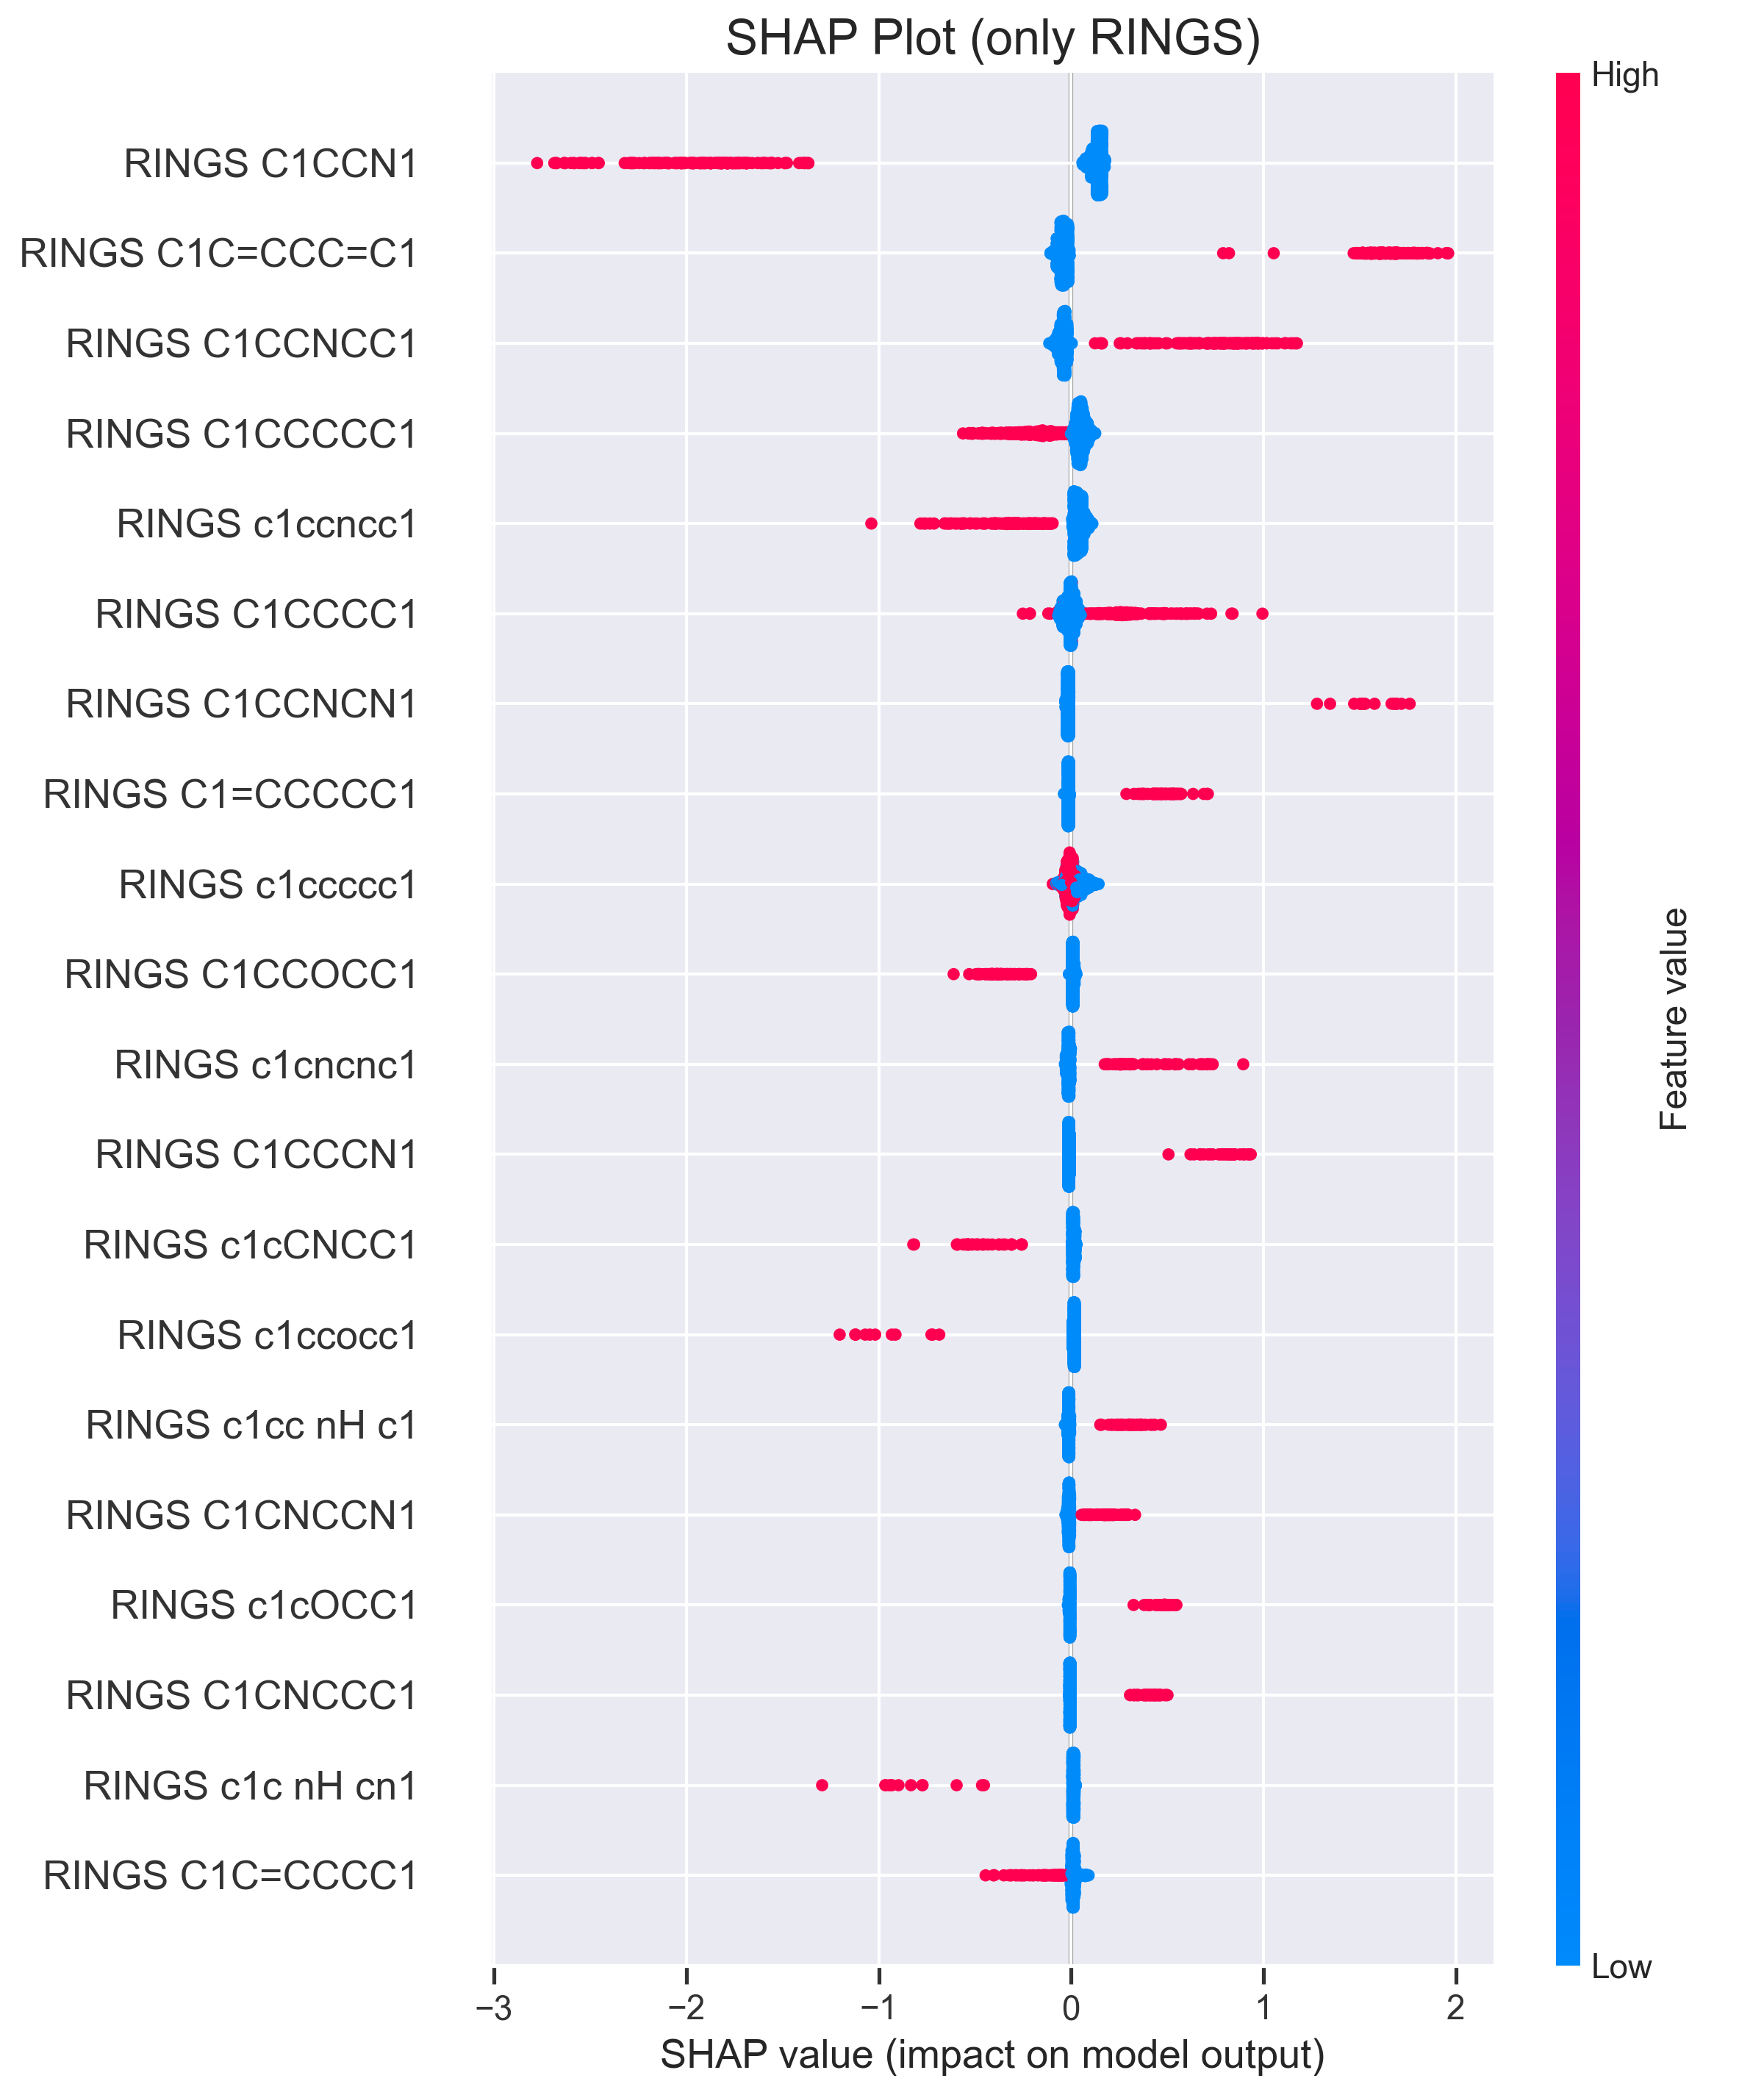 SHAP Plot (only RINGS)
High
RINGS C1CCN1
RINGS C1C=CCC=C1
RINGS C1CCNCC1
RINGS C1CCCCC1
RINGS c1ccncc1
RINGS C1CCCC1
RINGS C1CCNCN1
RINGS C1=CCCCC1
RINGS c1ccccc1
RINGS C1CCOCC1
RINGS c1cncnc1
RINGS C1CCCN1
RINGS c1cCNCC1
RINGS c1ccocc1
RINGS c1cc nH c1
RINGS C1CNCCN1
RINGS c1cOCC1
RINGS C1CNCCC1
RINGS c1c nH cn1
RINGS C1C=CCCC1
Feature value
Low
−3 −2 −1 0 1 2
SHAP value (impact on model output)